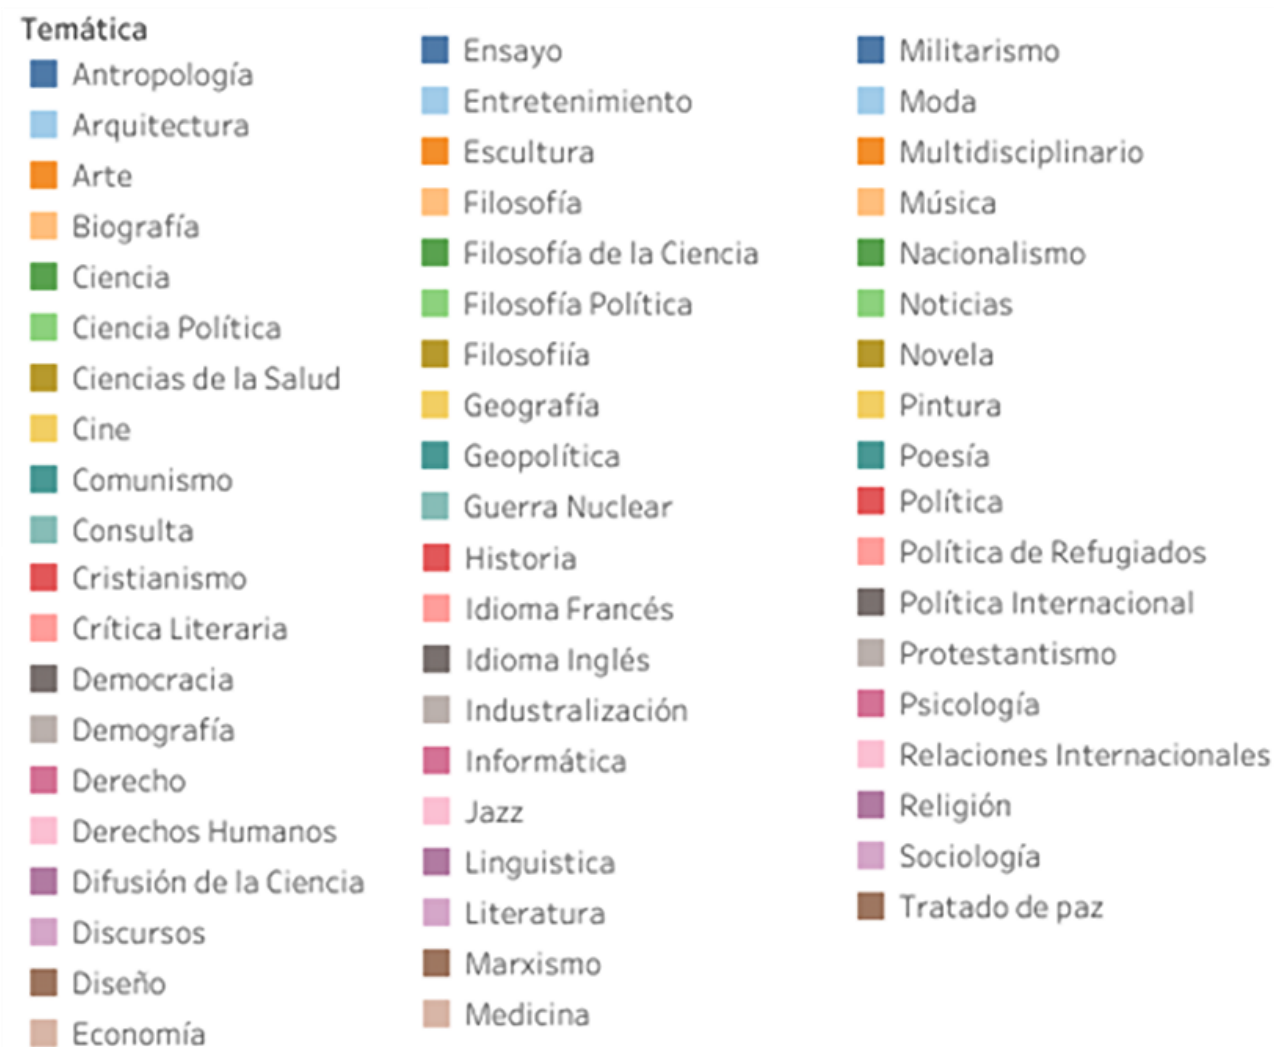 Temática
Antropología
Arquitectura
Arte
Biografía
Ciencia
Ciencia Política
Ciencias de la Salud
Cine
Comunismo
Consulta
Cristianismo
Crítica Literaria
Democracia
Demografía
Derecho
Derechos Humanos
Difusión de la Ciencia
Discursos
Diseño
Economía
Ensayo
Entretenimiento
Escultura
Filosofía
Filosofía de la Ciencia
Filosofía Política
Filosofiía
Geografía
Geopolítica
Guerra Nuclear
Historia
Idioma Francés
Idioma Inglés
Industralización
Informática
Jazz
Linguistica
Literatura
Marxismo
Medicina
Militarismo
Moda
Multidisciplinario
Música
Nacionalismo
Noticias
Novela
Pintura
Poesía
Política
Política de Refugiados
Política Internacional
Protestantismo
Psicología
Relaciones Internacionales
Religión
Sociología
Tratado de paz